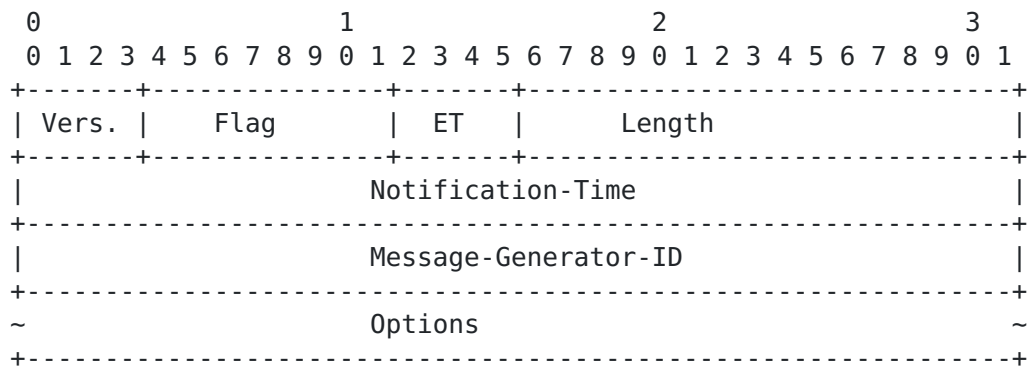 0                   1                   2                   3
0 1 2 3 4 5 6 7 8 9 0 1 2 3 4 5 6 7 8 9 0 1 2 3 4 5 6 7 8 9 0 1
+-------+---------------+-------+-------------------------------+
| Vers. |    Flag       |  ET   |      Length                   |
+-------+---------------+-------+-------------------------------+
|                      Notification-Time                        |
+---------------------------------------------------------------+
|                      Message-Generator-ID                     |
+---------------------------------------------------------------+
~                      Options                                  ~
+---------------------------------------------------------------+